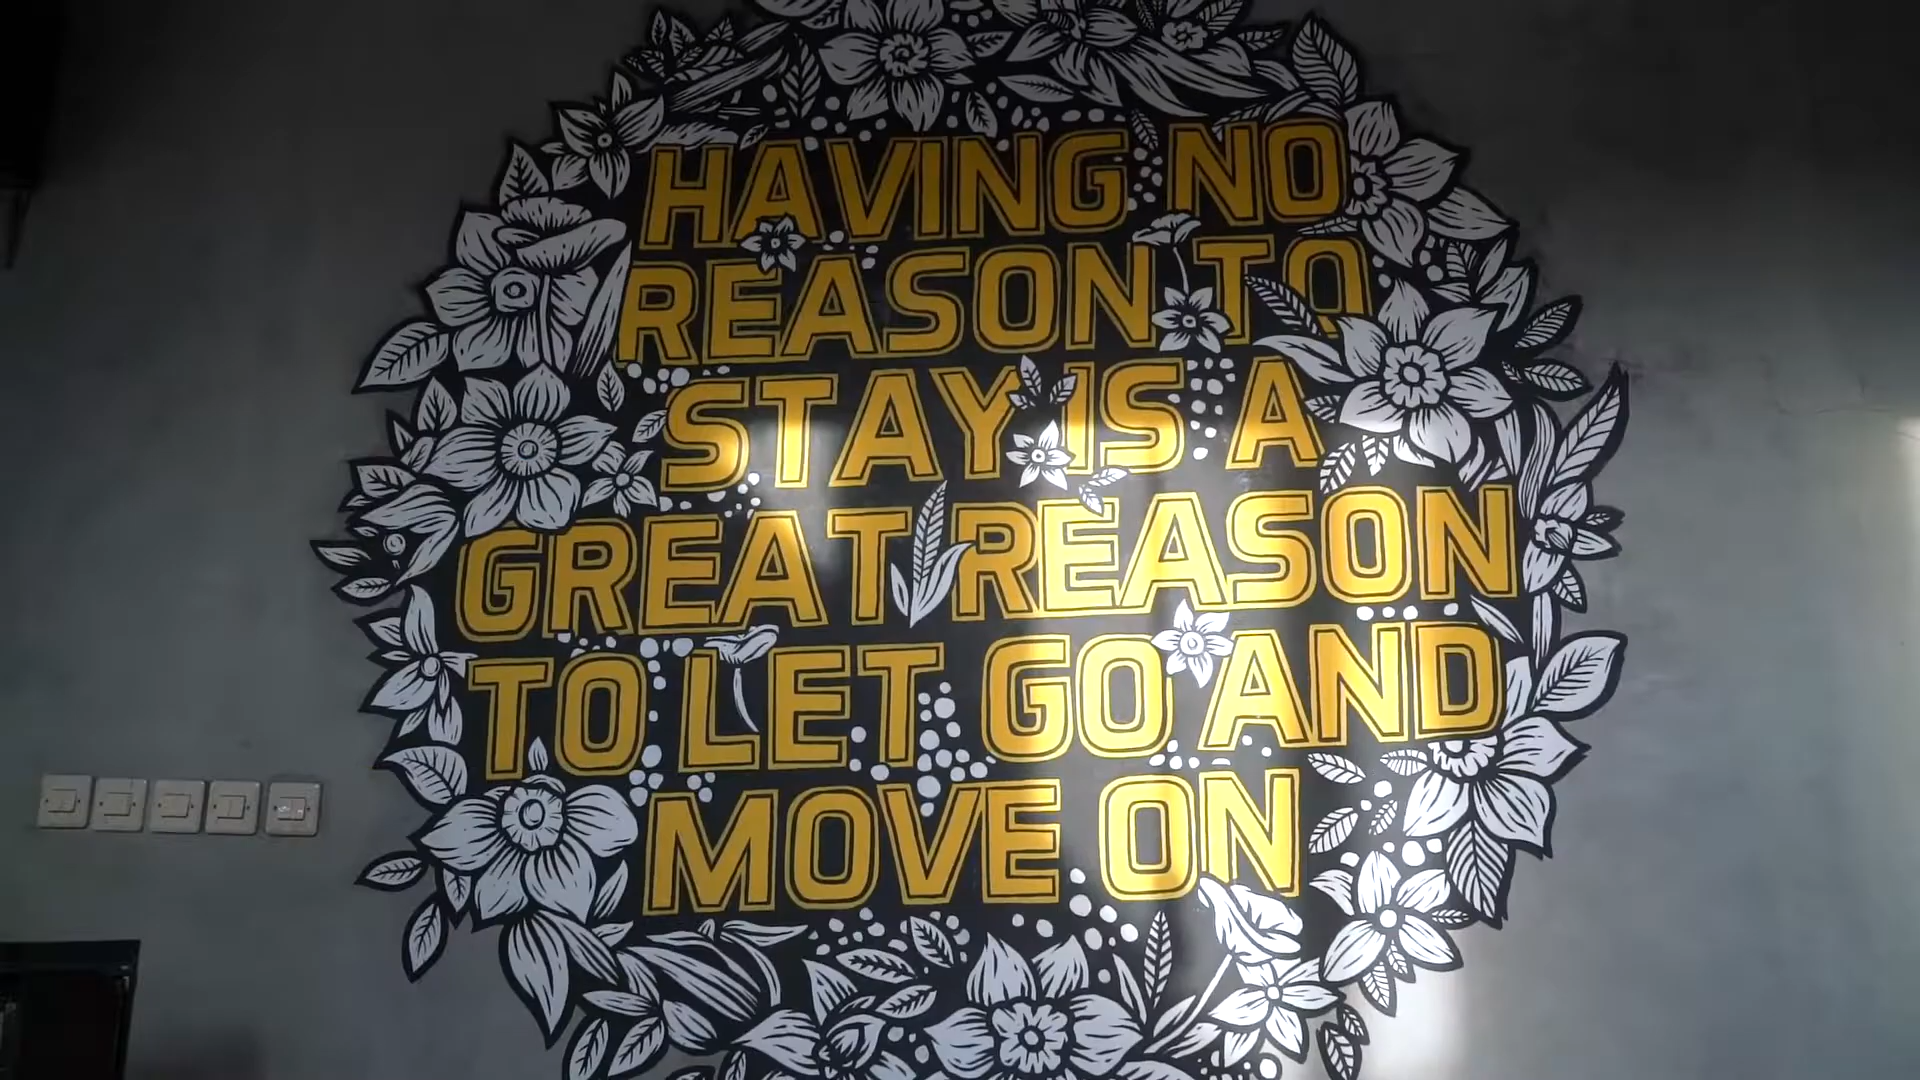 HAVING NO
REASON TO
STAY IS A
GREAT REASON
TO LET GO AND
MOVE ON